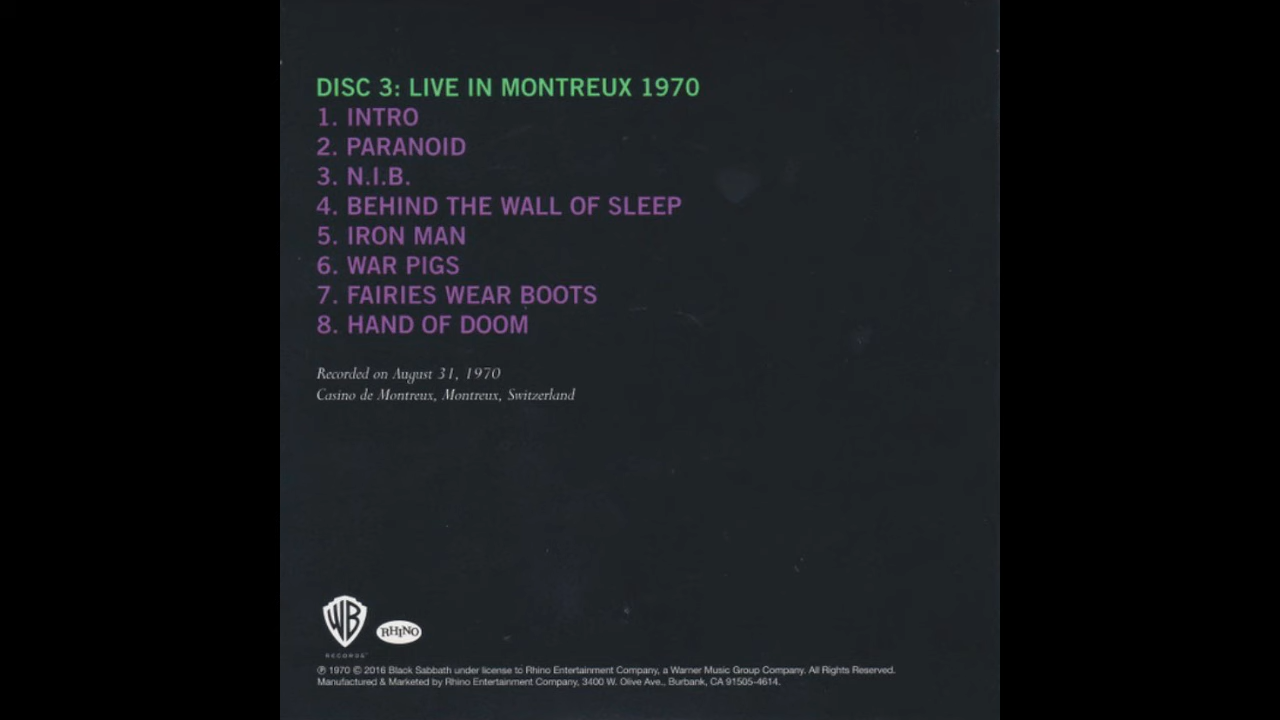 DISC 3: LIVE IN MONTREUX 1970
1. INTRO
2. PARANOID
3. N.I.B.
4. BEHIND THE WALL OF SLEEP
5. IRON MAN
6. WAR PIGS
7. FAIRIES WEAR BOOTS
8. HAND OF DOOM
Recorded on August 31, 1970
Casino de Montreux, Montreux, Switzerland
WB
RHINO
RECORDS
℗ 1970 © 2016 Black Sabbath under license to Rhino Entertainment Company, a Warner Music Group Company. All Rights Reserved.
Manufactured & Marketed by Rhino Entertainment Company, 3400 W. Olive Ave., Burbank, CA 91505-4614.